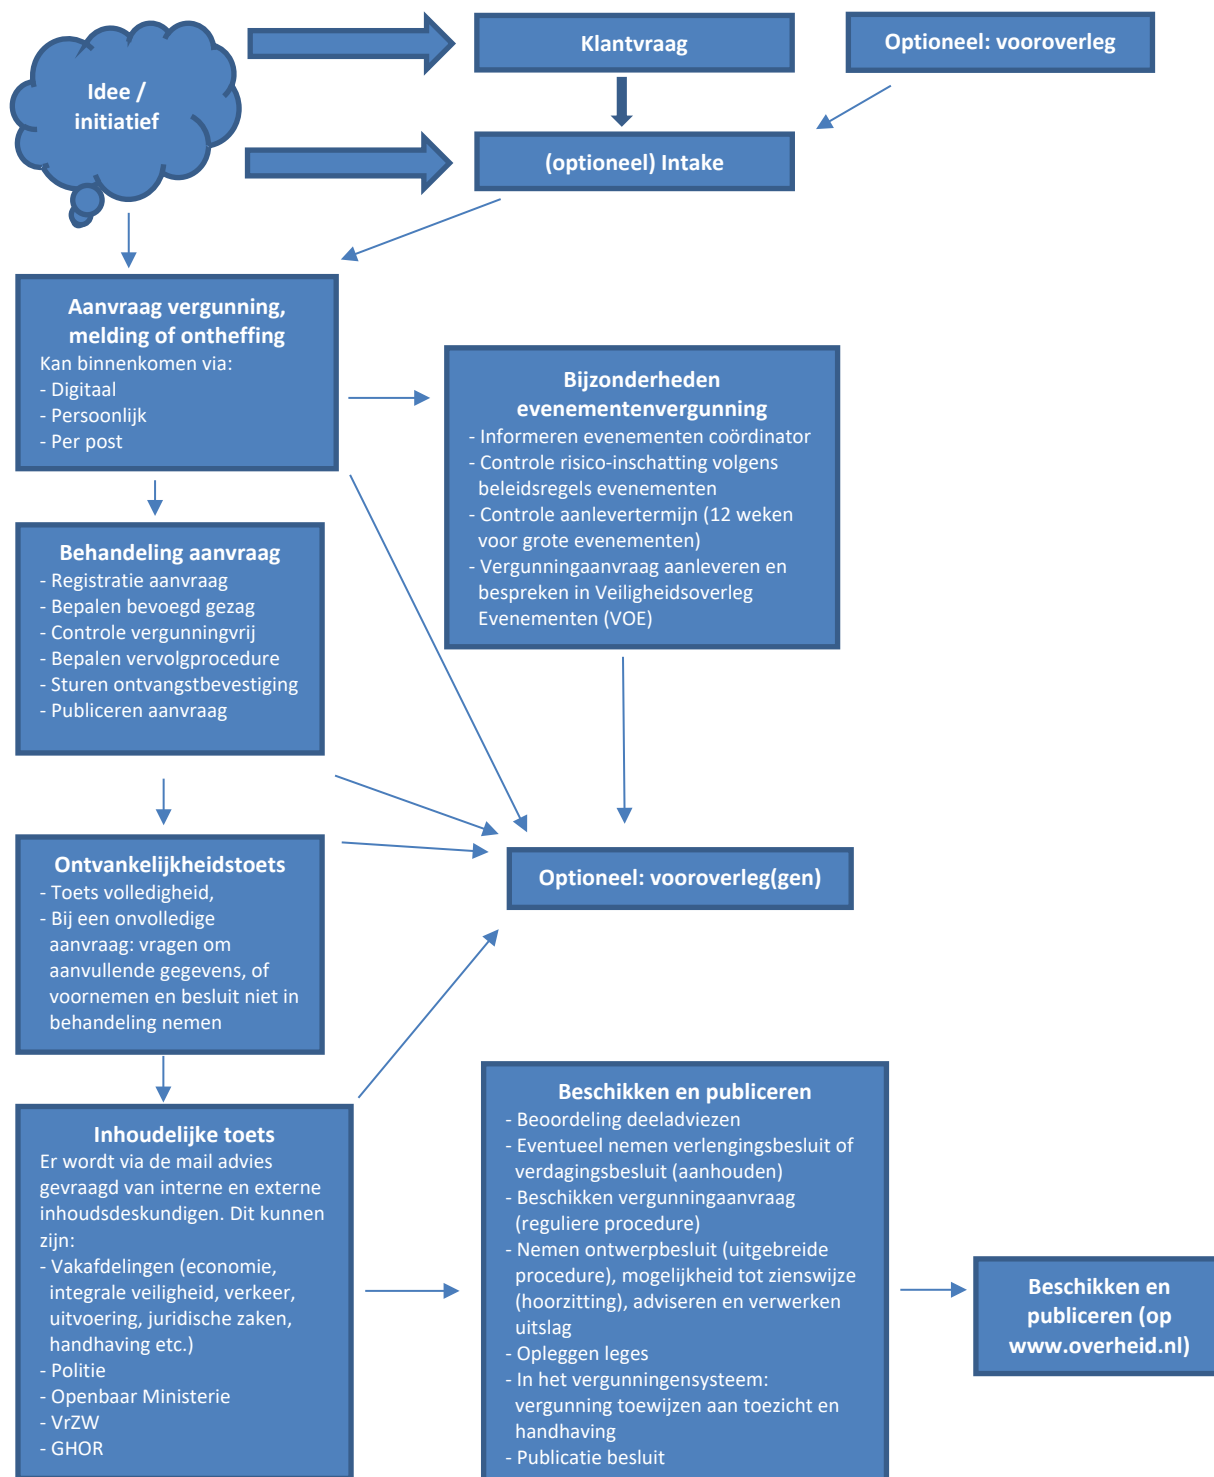 Idee /
initiatief
Klantvraag
Optioneel: vooroverleg
(optioneel) Intake
Aanvraag vergunning,
melding of ontheffing
Kan binnenkomen via:
- Digitaal
- Persoonlijk
- Per post
Bijzonderheden
evenementenvergunning
- Informeren evenementen coördinator
- Controle risico-inschatting volgens
beleidsregels evenementen
- Controle aanlevertermijn (12 weken
voor grote evenementen)
- Vergunningaanvraag aanleveren en
bespreken in Veiligheidsoverleg
Evenementen (VOE)
Behandeling aanvraag
- Registratie aanvraag
- Bepalen bevoegd gezag
- Controle vergunningvrij
- Bepalen vervolgprocedure
- Sturen ontvangstbevestiging
- Publiceren aanvraag
Ontvankelijkheidstoets
- Toets volledigheid,
- Bij een onvolledige
aanvraag: vragen om
aanvullende gegevens, of
voornemen en besluit niet in
behandeling nemen
Optioneel: vooroverleg(gen)
Inhoudelijke toets
Er wordt via de mail advies
gevraagd van interne en externe
inhoudsdeskundigen. Dit kunnen
zijn:
- Vakafdelingen (economie,
integrale veiligheid, verkeer,
uitvoering, juridische zaken,
handhaving etc.)
- Politie
- Openbaar Ministerie
- VrZW
- GHOR
Beschikken en publiceren
- Beoordeling deeladviezen
- Eventueel nemen verlengingsbesluit of
verdagingsbesluit (aanhouden)
- Beschikken vergunningaanvraag
(reguliere procedure)
- Nemen ontwerpbesluit (uitgebreide
procedure), mogelijkheid tot zienswijze
(hoorzitting), adviseren en verwerken
uitslag
- Opleggen leges
- In het vergunningensysteem:
vergunning toewijzen aan toezicht en
handhaving
- Publicatie besluit
Beschikken en
publiceren (op
www.overheid.nl)